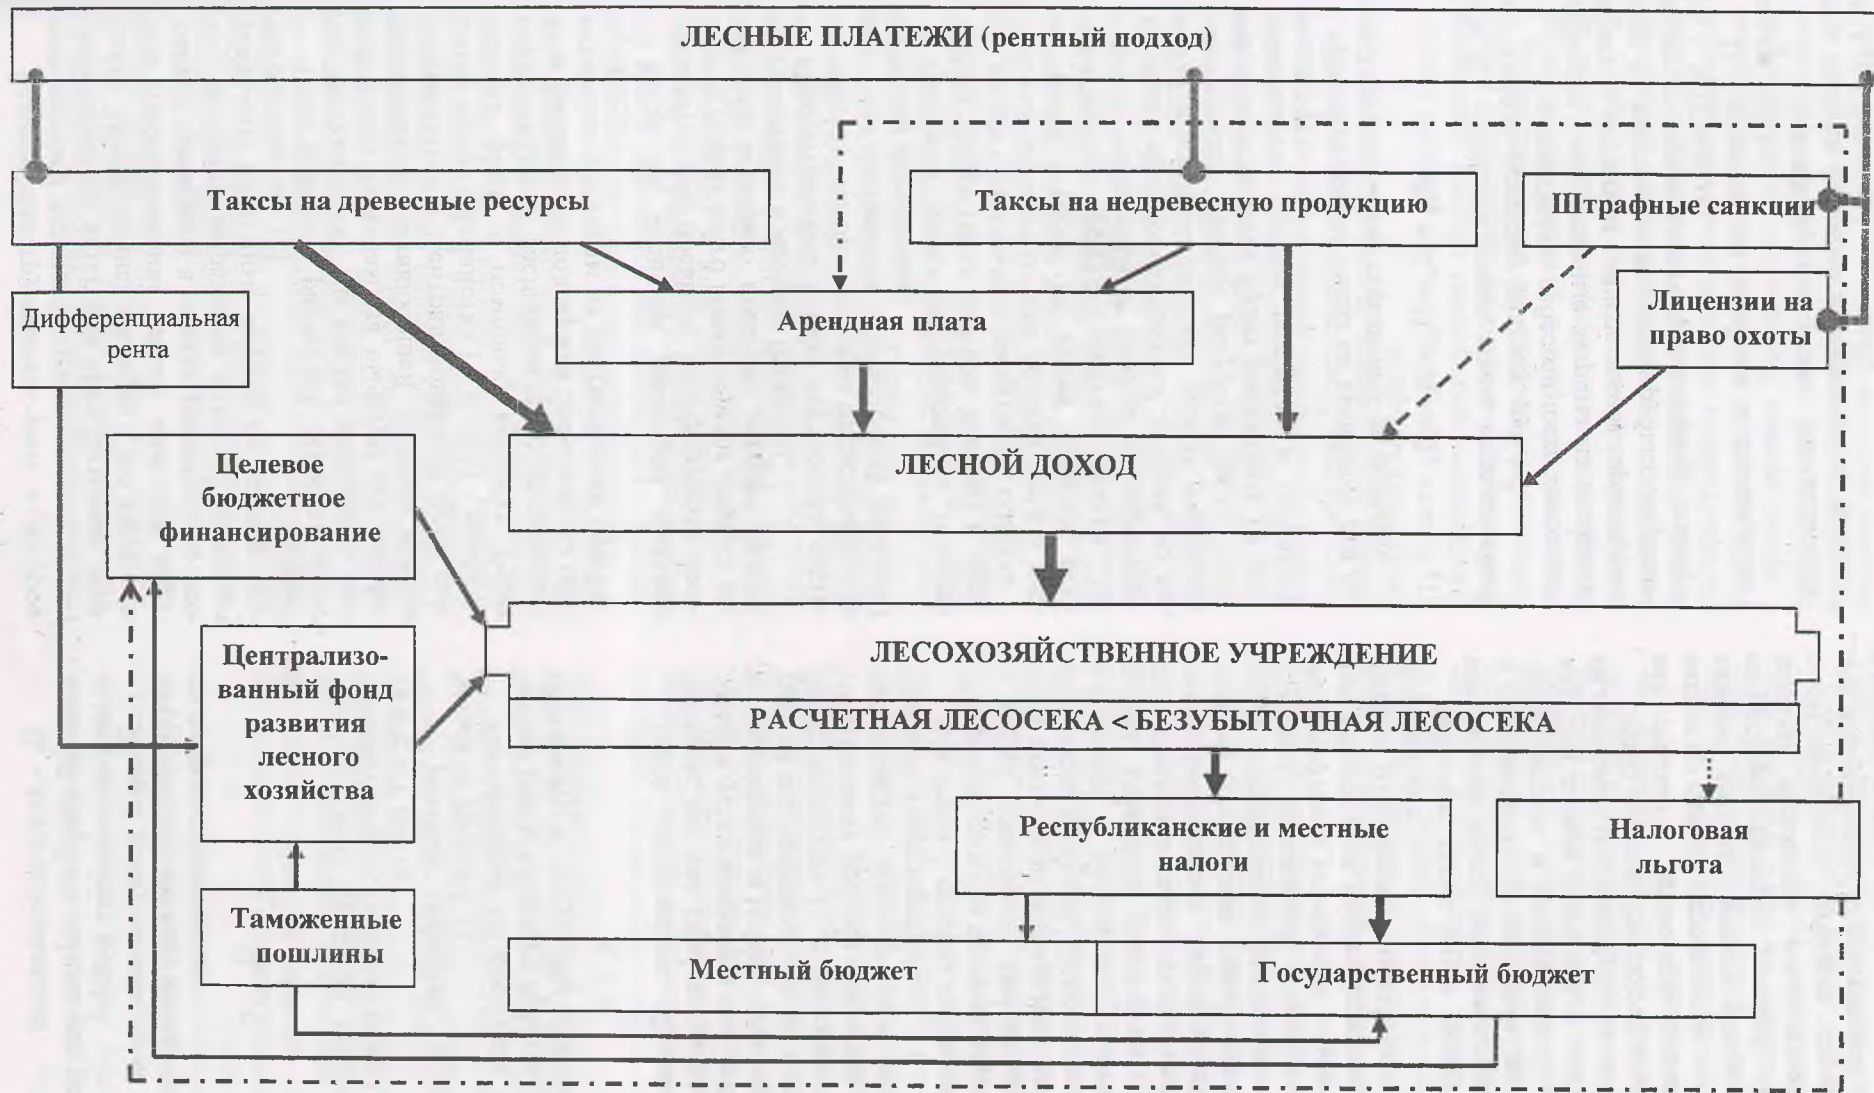 ЛЕСНЫЕ ПЛАТЕЖИ (рентный подход)
Таксы на древесные ресурсы
Таксы на недревесную продукцию
Штрафные санкции
Дифференциальная
рента
Арендная плата
Лицензии на
право охоты
Целевое
бюджетное
финансирование
ЛЕСНОЙ ДОХОД
Централизо-
ванный фонд
развития
лесного
хозяйства
ЛЕСОХОЗЯЙСТВЕННОЕ УЧРЕЖДЕНИЕ
РАСЧЕТНАЯ ЛЕСОСЕКА < БЕЗУБЫТОЧНАЯ ЛЕСОСЕКА
Республиканские и местные
налоги
Налоговая
льгота
Таможенные
пошлины
Местный бюджет
Государственный бюджет